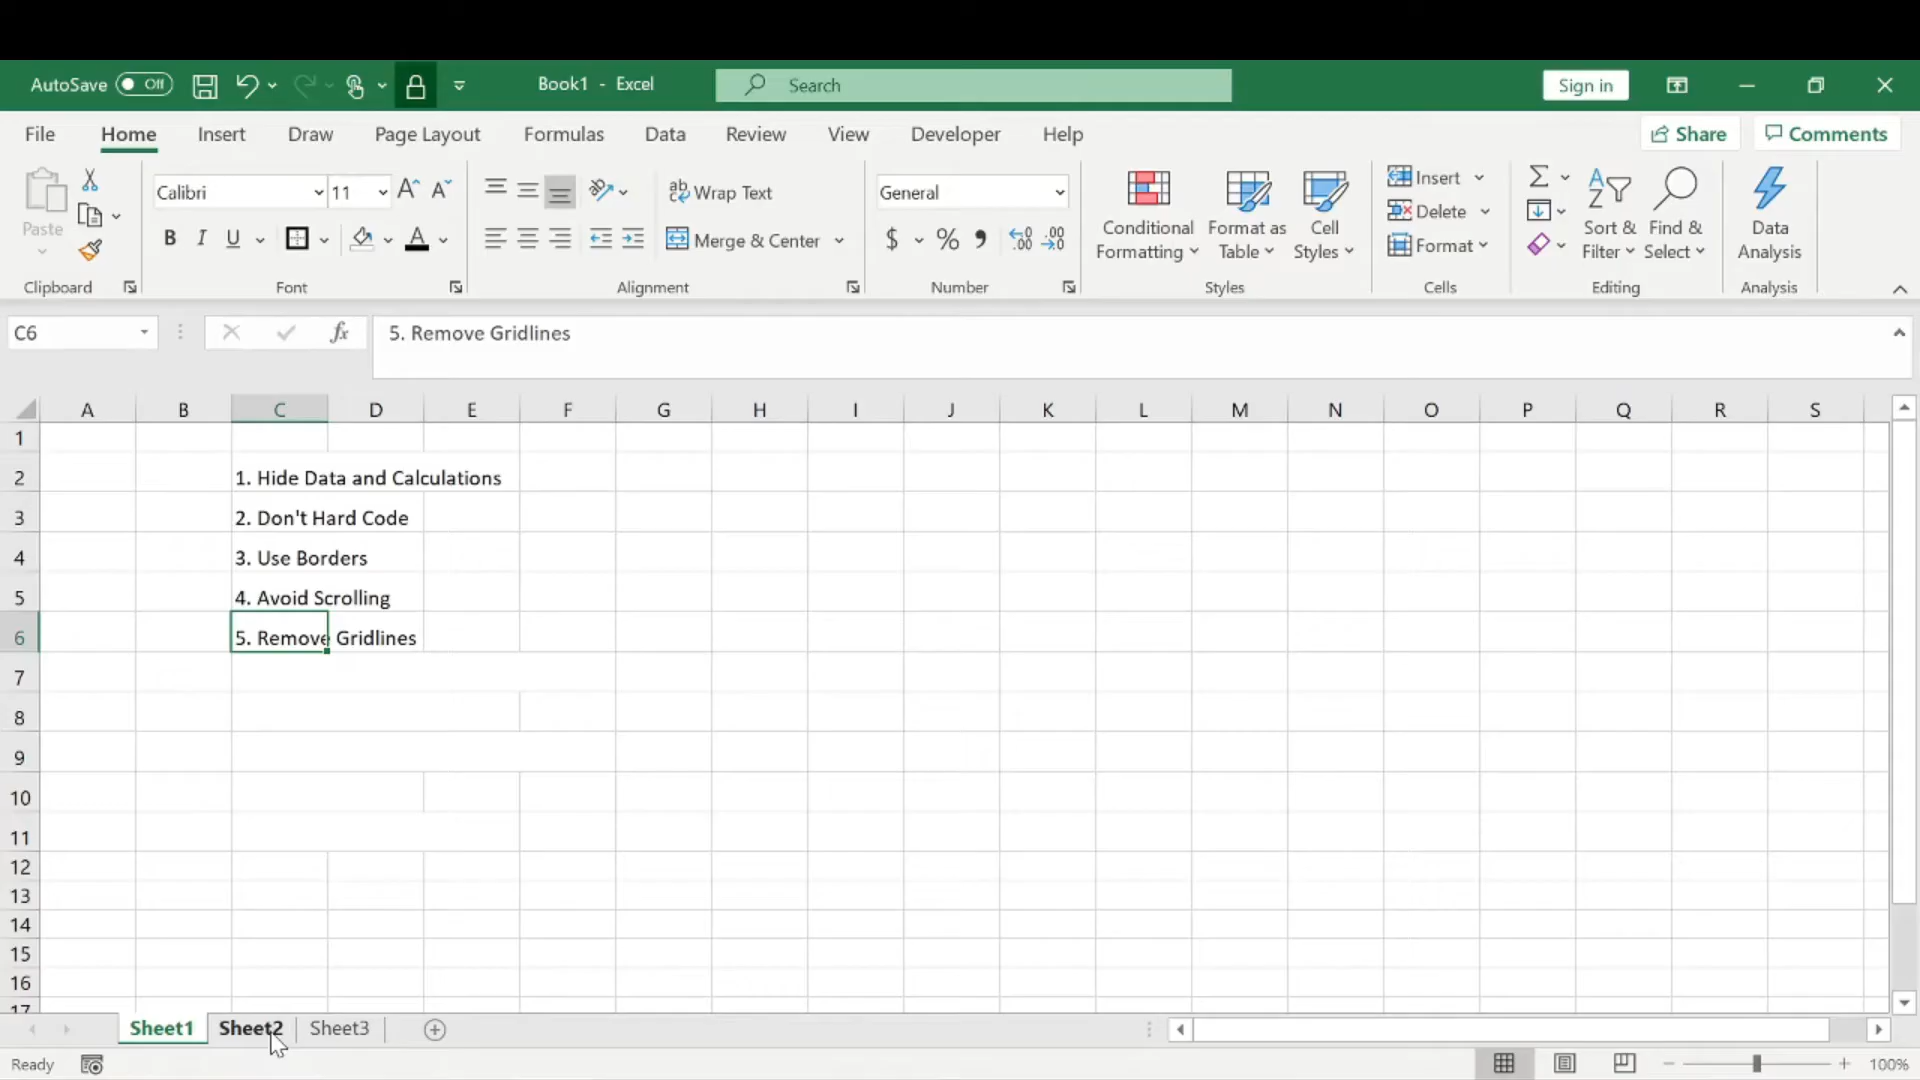 AutoSave Off Book1 - Excel Search Sign in
File Home Insert Draw Page Layout Formulas Data Review View Developer Help Share Comments
Paste
Clipboard
Calibri 11
B I U A
Font
ab Wrap Text
Merge & Center
Alignment
General
$ % 9
Number
Conditional Formatting
Format as Table
Cell Styles
Styles
Insert
Delete
Format
Cells
Sort & Filter
Find & Select
Editing
Data Analysis
Analysis
C6 fx 5. Remove Gridlines
A B C D E F G H I J K L M N O P Q R S
1
2 1. Hide Data and Calculations
3 2. Don't Hard Code
4 3. Use Borders
5 4. Avoid Scrolling
6 5. Remove Gridlines
7
8
9
10
11
12
13
14
15
16
17
Sheet1 Sheet2 Sheet3
Ready 100%